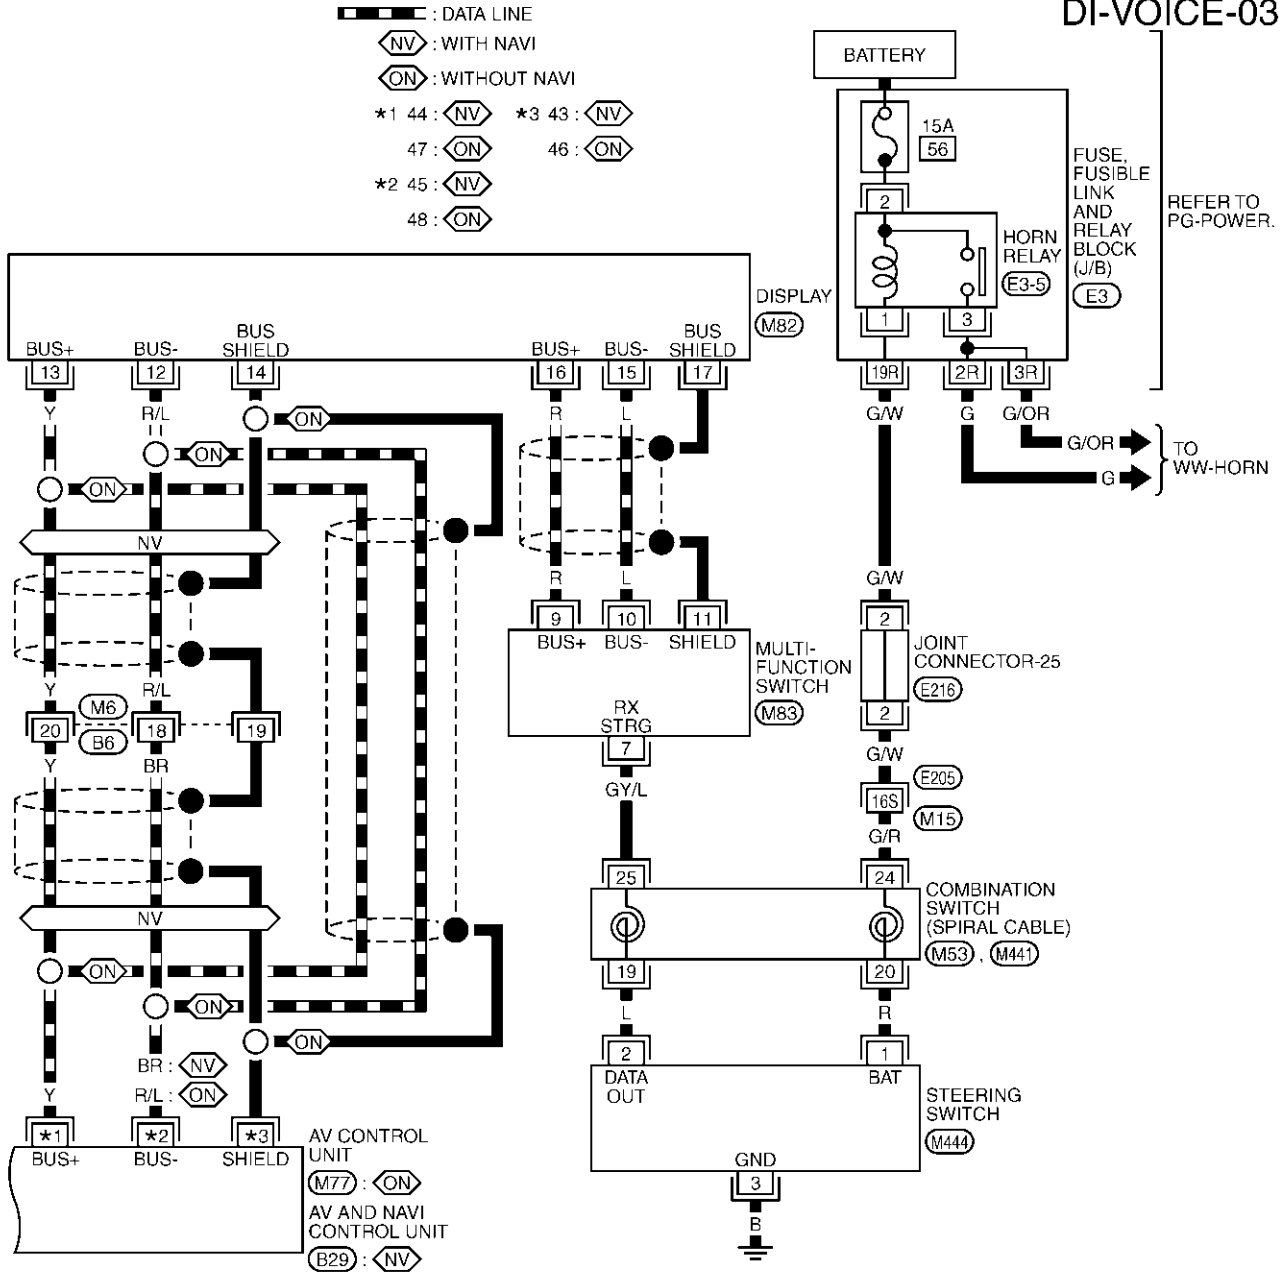 DI-VOICE-03
: DATA LINE
NV : WITH NAVI
ON : WITHOUT NAVI
*1 44 : NV *3 43 : NV
47 : ON 46 : ON
*2 45 : NV
48 : ON
BATTERY
15A
56
FUSE,
FUSIBLE
LINK
AND
RELAY
BLOCK
(J/B)
E3
REFER TO
PG-POWER.
2
HORN
RELAY
E3-5
1 3
19R 2R 3R
G/W G G/OR
G/OR
G
TO
WW-HORN
DISPLAY
M82
BUS+ BUS- BUS
SHIELD
BUS+ BUS- BUS
SHIELD
13 12 14 16 15 17
Y R/L R L
ON
ON
ON
NV
R L
9 10 11
BUS+ BUS- SHIELD
MULTI-
FUNCTION
SWITCH
M83
RX
STRG
7
GY/L
G/W
2
JOINT
CONNECTOR-25
E216
2
G/W
E205
16S
M15
G/R
Y R/L
M6
20 18 19
B6
Y BR
NV
ON
ON
ON
25 24
COMBINATION
SWITCH
(SPIRAL CABLE)
M53 , M441
19 20
L R
2 1
DATA
OUT
BAT
STEERING
SWITCH
M444
GND
3
B
BR : NV
Y R/L : ON
*1 *2 *3
BUS+ BUS- SHIELD
AV CONTROL
UNIT
M77 : ON
AV AND NAVI
CONTROL UNIT
B29 : NV